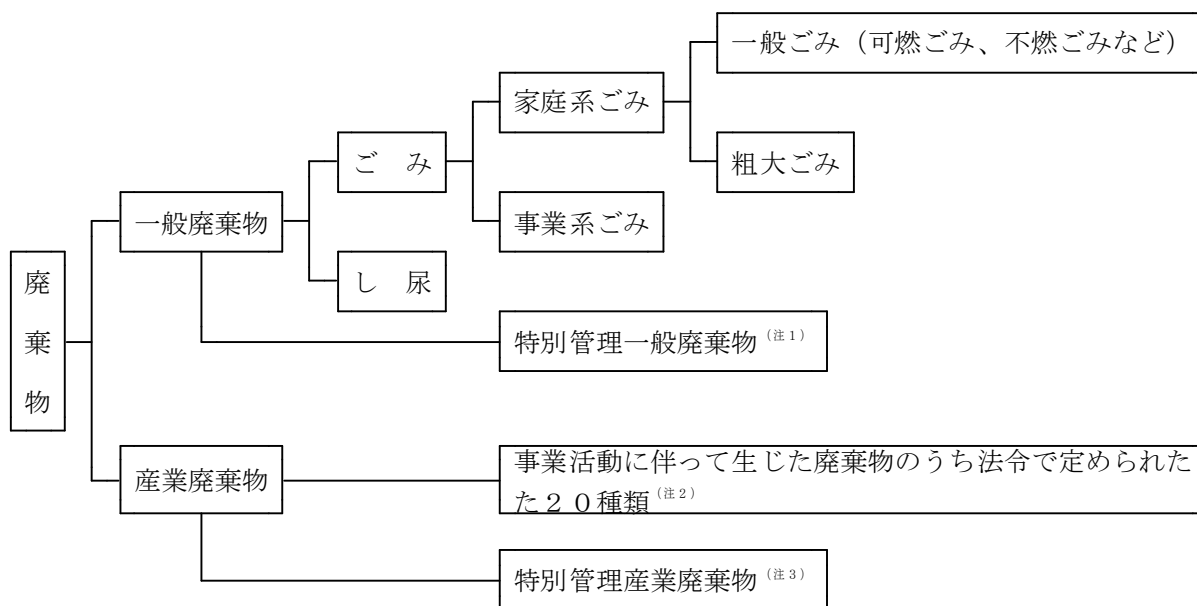 一般ごみ（可燃ごみ、不燃ごみなど）
家庭系ごみ
ご　み
粗大ごみ
一般廃棄物
事業系ごみ
し　尿
廃棄物
特別管理一般廃棄物（注１）
産業廃棄物
事業活動に伴って生じた廃棄物のうち法令で定められた
た２０種類（注２）
特別管理産業廃棄物（注３）